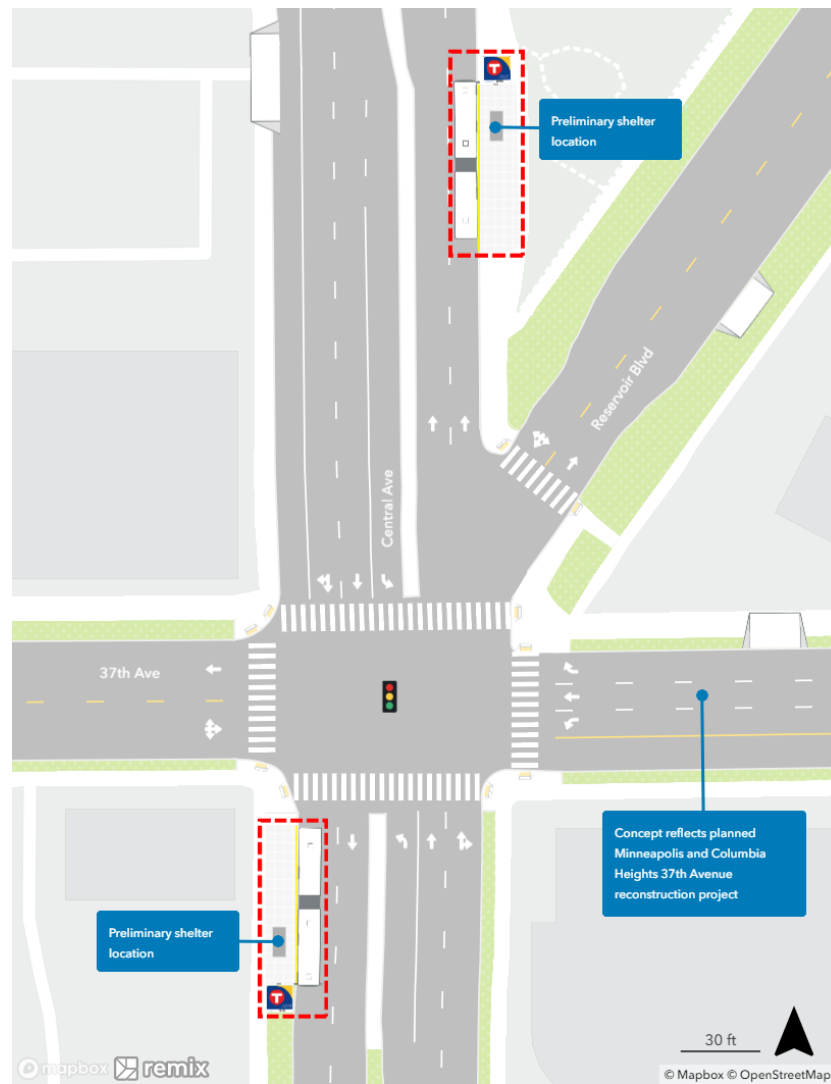 Preliminary shelter
location
Reservoir Blvd
Central Ave
37th Ave
Concept reflects planned
Minneapolis and Columbia
Heights 37th Avenue
reconstruction project
Preliminary shelter
location
T
T
30 ft
mapbox remix
© Mapbox © OpenStreetMap